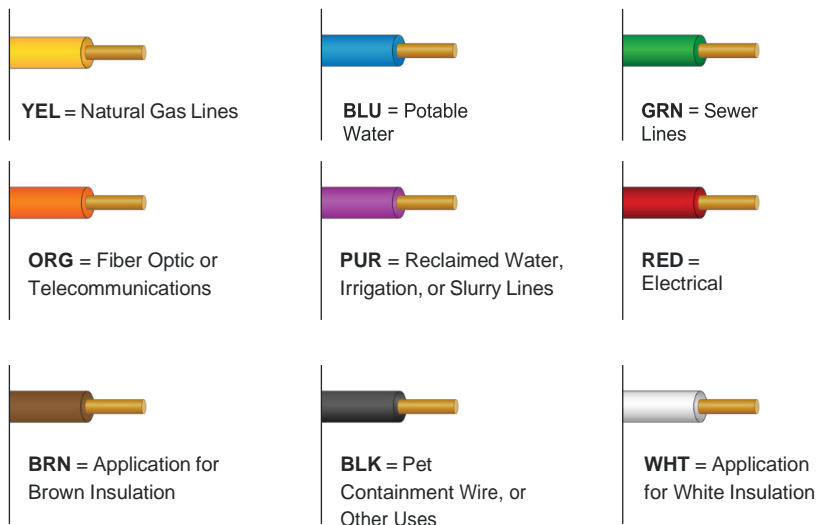 YEL = Natural Gas Lines
BLU = Potable
Water
GRN = Sewer
Lines
ORG = Fiber Optic or
Telecommunications
PUR = Reclaimed Water,
Irrigation, or Slurry Lines
RED =
Electrical
BRN = Application for
Brown Insulation
BLK = Pet
Containment Wire, or
Other Uses
WHT = Application
for White Insulation